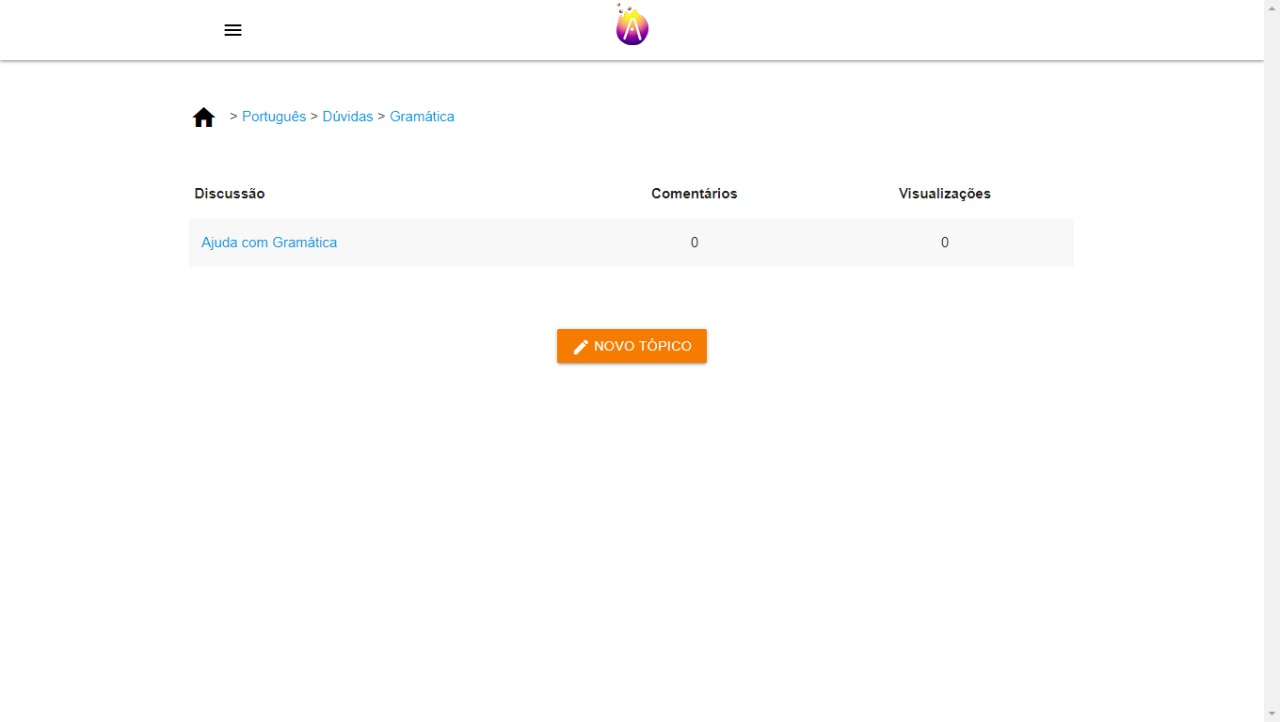 > Português > Dúvidas > Gramática
Discussão Comentários Visualizações
Ajuda com Gramática 0 0
NOVO TÓPICO